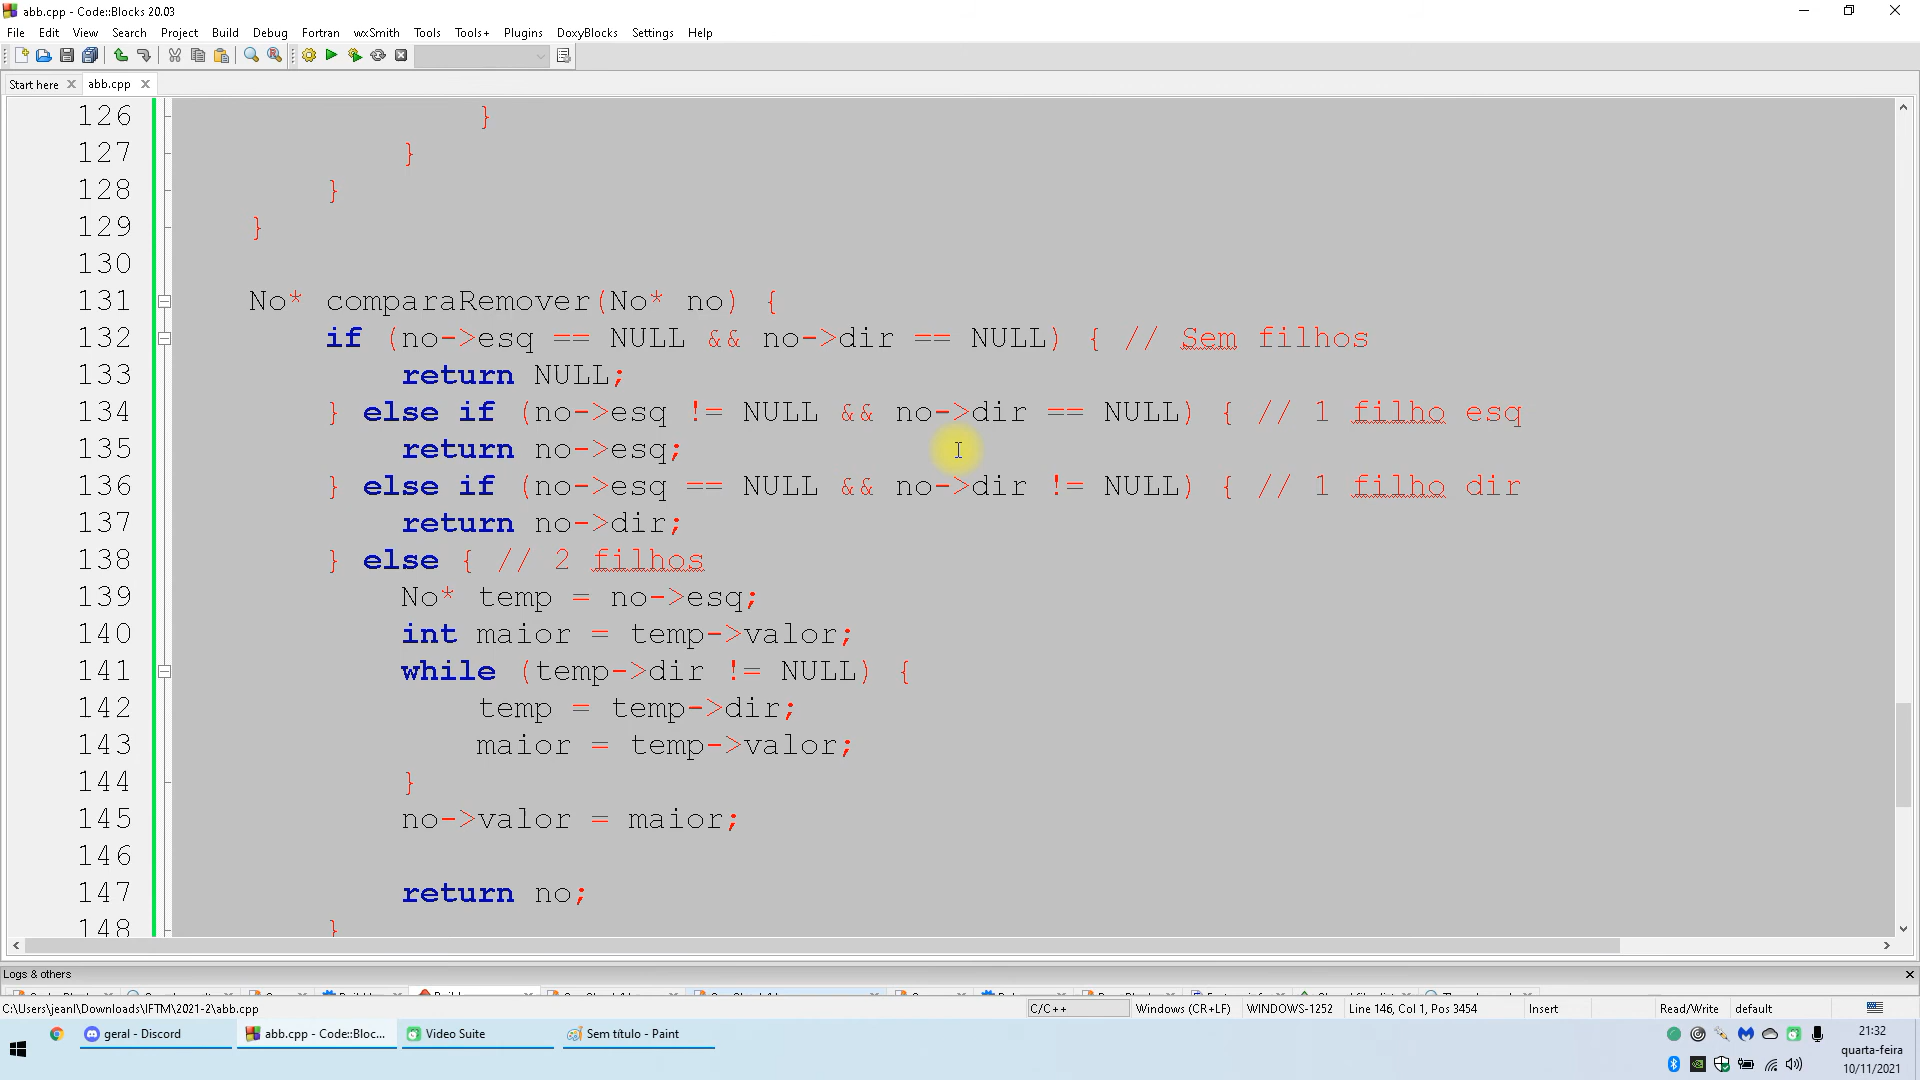 abb.cpp - Code::Blocks 20.03
File Edit View Search Project Build Debug Fortran wxSmith Tools Tools+ Plugins DoxyBlocks Settings Help
Start here abb.cpp
126 }
127 }
128 }
129 }
130
131 No* comparaRemover(No* no) {
132 if (no->esq == NULL && no->dir == NULL) { // Sem filhos
133 return NULL;
134 } else if (no->esq != NULL && no->dir == NULL) { // 1 filho esq
135 return no->esq;
136 } else if (no->esq == NULL && no->dir != NULL) { // 1 filho dir
137 return no->dir;
138 } else { // 2 filhos
139 No* temp = no->esq;
140 int maior = temp->valor;
141 while (temp->dir != NULL) {
142 temp = temp->dir;
143 maior = temp->valor;
144 }
145 no->valor = maior;
146
147 return no;
148 }
Logs & others
C:\Users\jeanl\Downloads\IFTM\2021-2\abb.cpp C/C++ Windows (CR+LF) WINDOWS-1252 Line 146, Col 1, Pos 3454 Insert Read/Write default
geral - Discord abb.cpp - Code::Bloc... Video Suite Sem título - Paint
21:32
quarta-feira
10/11/2021